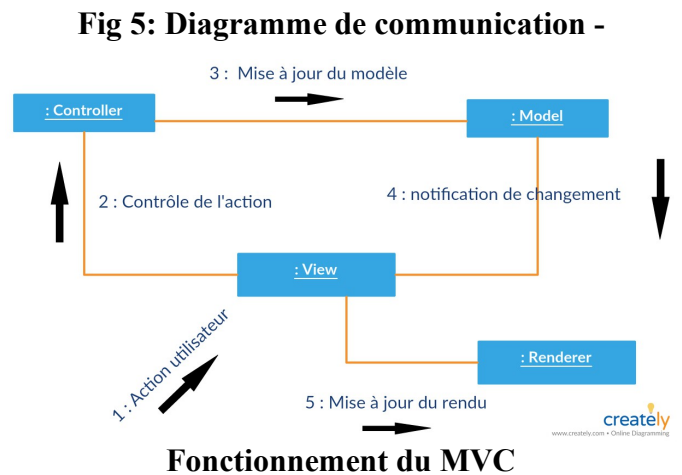 Fig 5: Diagramme de communication -
3 : Mise à jour du modèle
: Controller
: Model
2 : Contrôle de l'action
4 : notification de changement
: View
1 : Action utilisateur
: Renderer
5 : Mise à jour du rendu
creately
www.creately.com • Online Diagramming
Fonctionnement du MVC